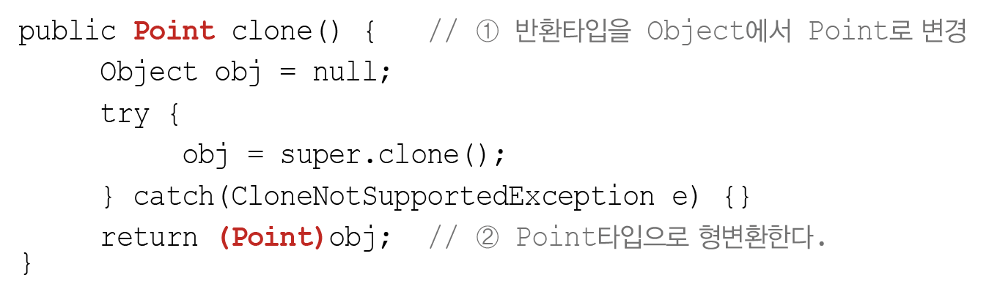 public Point clone() {   // ① 반환타입을 Object에서 Point로 변경
     Object obj = null;
     try {
          obj = super.clone();
     } catch(CloneNotSupportedException e) {}
     return (Point)obj;  // ② Point타입으로 형변환한다.
}